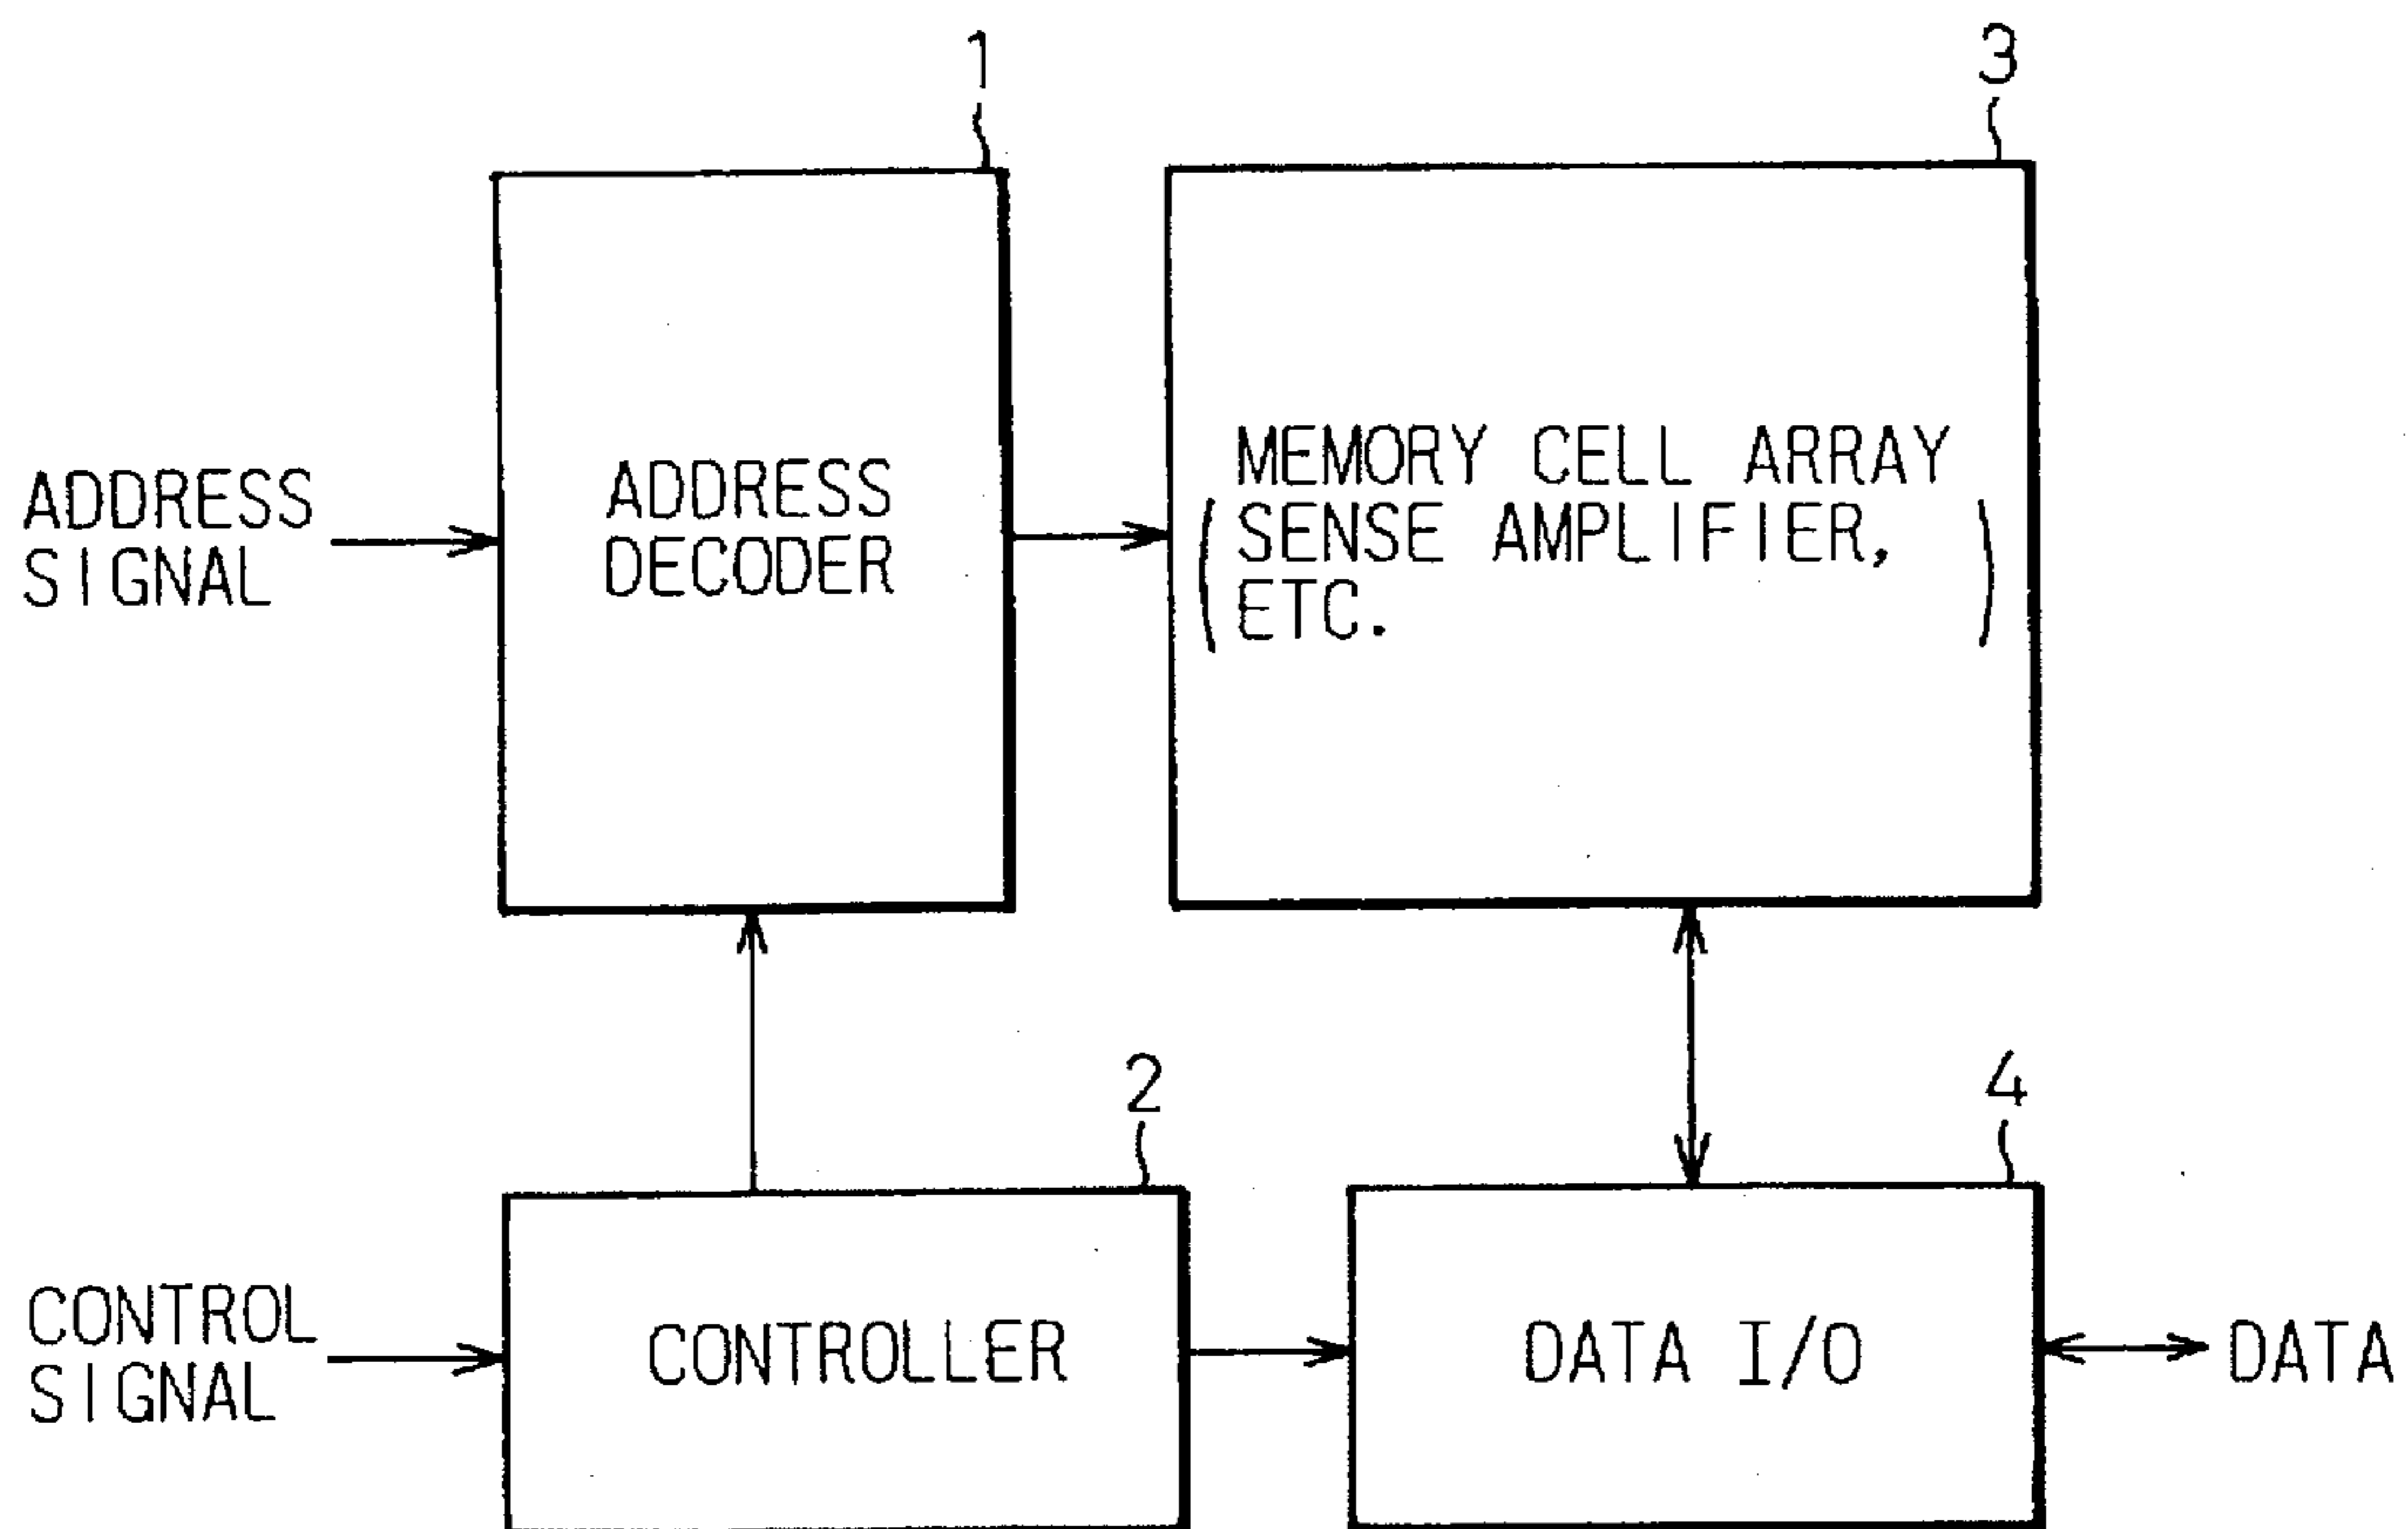 1
3
ADDRESS
SIGNAL
ADDRESS
DECODER
MEMORY CELL ARRAY
(SENSE AMPLIFIER,
ETC.)
2
4
CONTROL
SIGNAL
CONTROLLER
DATA I/O
DATA